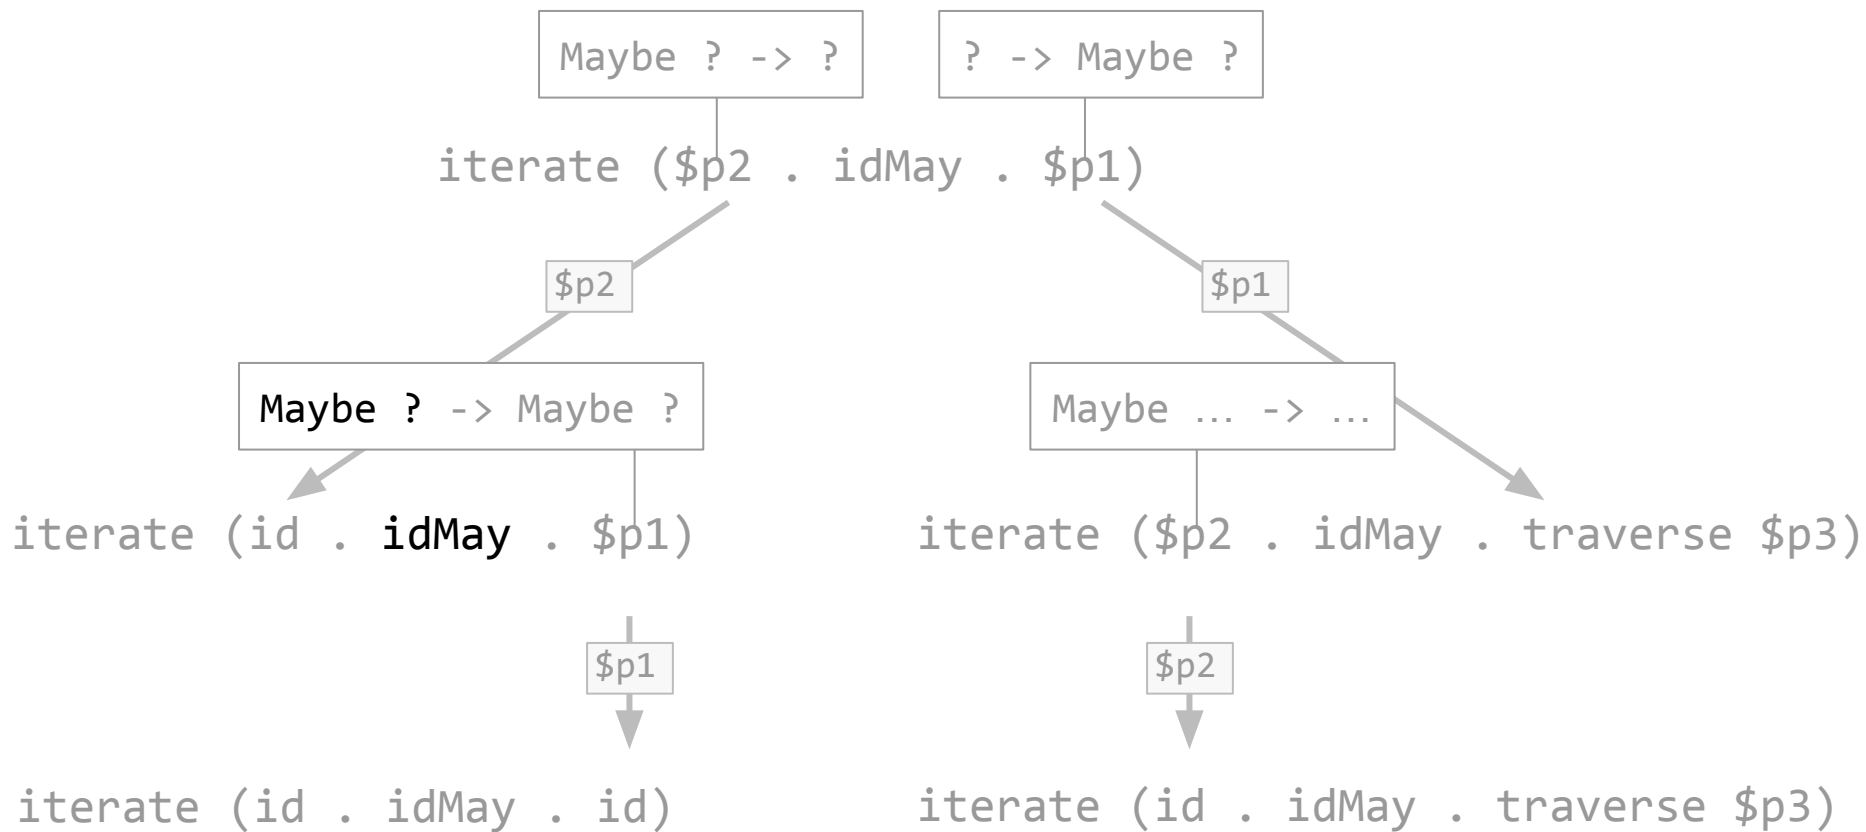 Maybe ? -> ?
? -> Maybe ?
iterate ($p2 . idMay . $p1)
$p2
$p1
Maybe ? -> Maybe ?
Maybe … -> …
iterate (id . idMay . $p1)
iterate ($p2 . idMay . traverse $p3)
$p1
$p2
iterate (id . idMay . id)
iterate (id . idMay . traverse $p3)